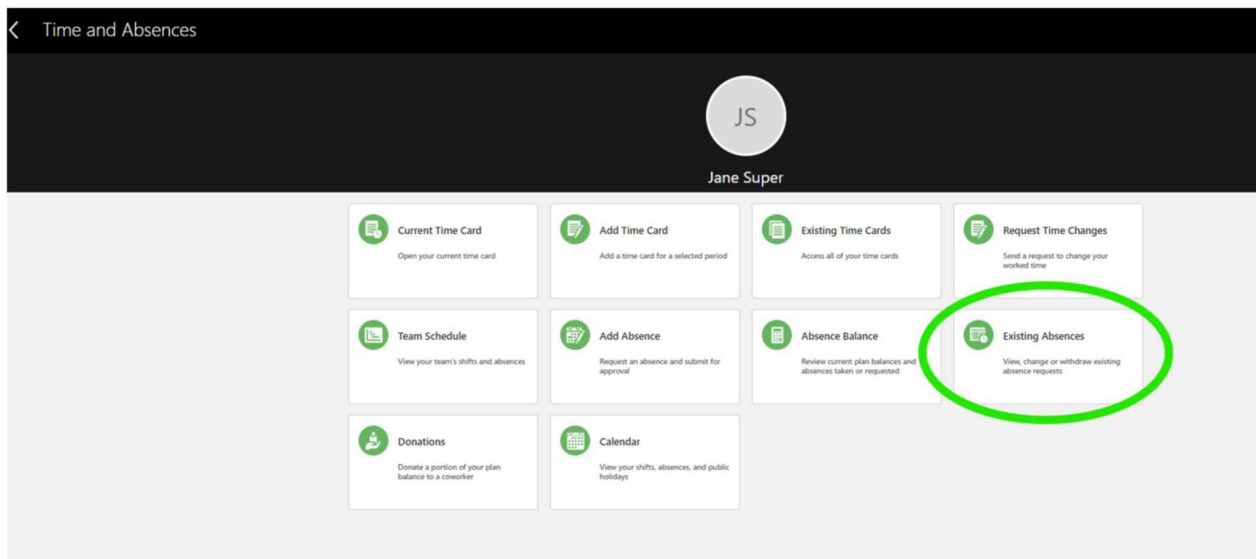 Time and Absences
JS
Jane Super
Current Time Card
Open your current time card
Add Time Card
Add a time card for a selected period
Existing Time Cards
Access all of your time cards
Request Time Changes
Send a request to change your
worked time
Team Schedule
View your team's shifts and absences
Add Absence
Request an absence and submit for
approval
Absence Balance
Review current plan balances and
absences taken or requested
Existing Absences
View, change or withdraw existing
absence requests
Donations
Donate a portion of your plan
balance to a coworker
Calendar
View your shifts, absences, and public
holidays